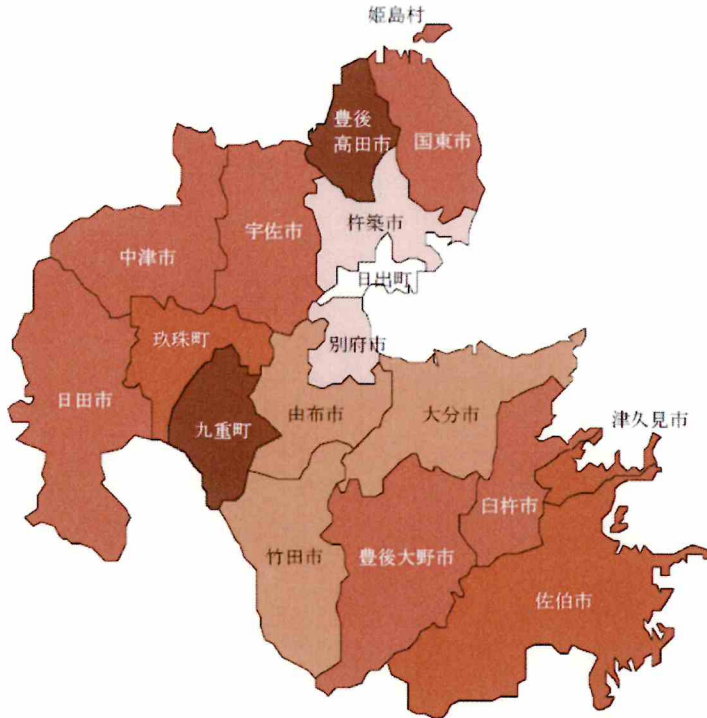 姫島村
豊後
高田市
国東市
杵築市
宇佐市
中津市
日出町
玖珠町
別府市
日田市
九重町
由布市
大分市
津久見市
臼杵市
竹田市
豊後大野市
佐伯市